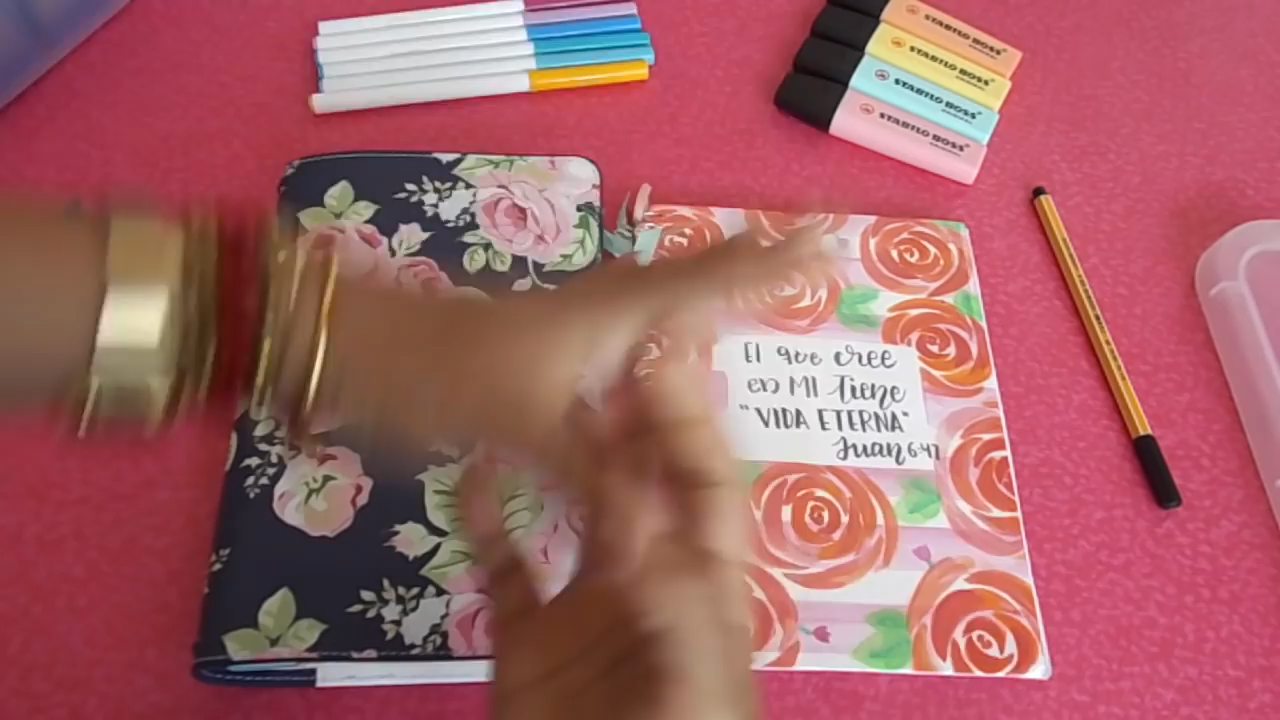 STABILO BOSS
STABILO BOSS
STABILO BOSS
STABILO BOSS
El que cree
en MI tiene
"VIDA ETERNA"
Juan 6:47